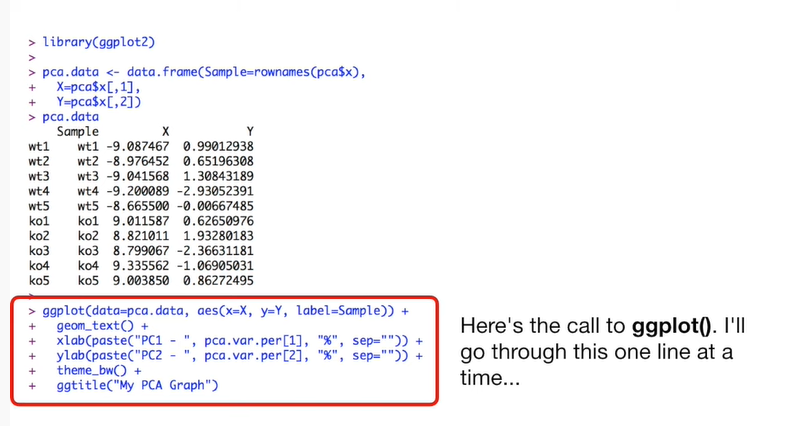 > library(ggplot2)
>
> pca.data <- data.frame(Sample=rownames(pca$x),
+   X=pca$x[,1],
+   Y=pca$x[,2])
> pca.data
    Sample         X           Y
wt1    wt1 -9.087467  0.99012938
wt2    wt2 -8.976452  0.65196308
wt3    wt3 -9.041568  1.30843189
wt4    wt4 -9.200089 -2.93052391
wt5    wt5 -8.665500 -0.00667485
ko1    ko1  9.011587  0.62650976
ko2    ko2  8.821011  1.93280183
ko3    ko3  8.799067 -2.36631181
ko4    ko4  9.335562 -1.06905031
ko5    ko5  9.003850  0.86272495
>
> ggplot(data=pca.data, aes(x=X, y=Y, label=Sample)) +
+   geom_text() +
+   xlab(paste("PC1 - ", pca.var.per[1], "%", sep="")) +
+   ylab(paste("PC2 - ", pca.var.per[2], "%", sep="")) +
+   theme_bw() +
+   ggtitle("My PCA Graph")
Here's the call to ggplot(). I'll
go through this one line at a
time...